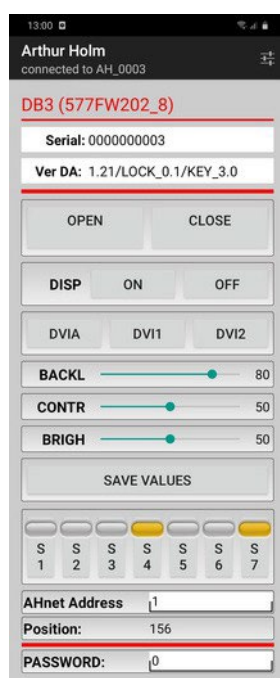 13:00
Arthur Holm
connected to AH_0003
DB3 (577FW202_8)
Serial: 0000000003
Ver DA: 1.21/LOCK_0.1/KEY_3.0
OPEN CLOSE
DISP ON OFF
DVIA DVI1 DVI2
BACKL 80
CONTR 50
BRIGH 50
SAVE VALUES
S S S S S S S
1 2 3 4 5 6 7
AHnet Address 1
Position: 156
PASSWORD: 0